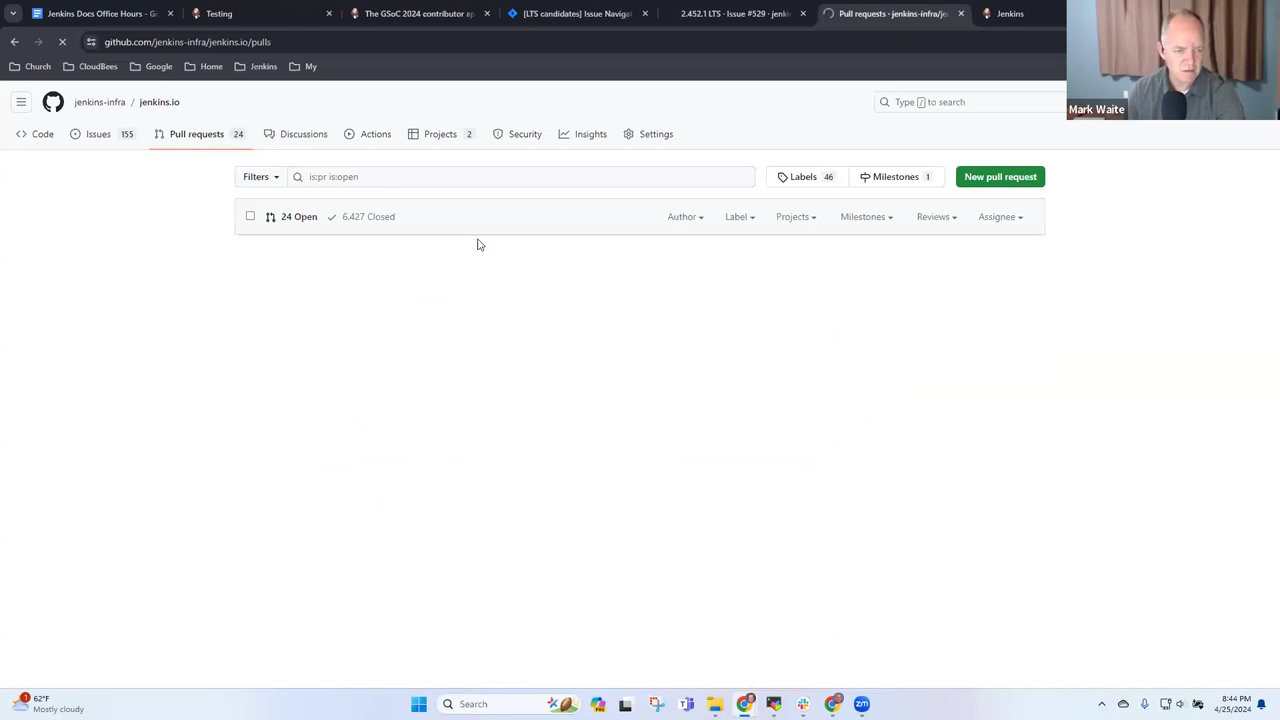 Jenkins Docs Office Hours - Go
Testing
The GSoC 2024 contributor ap
[LTS candidates] Issue Navigat
2.452.1 LTS · Issue #529 · jenki
Pull requests · jenkins-infra/je
Jenkins
github.com/jenkins-infra/jenkins.io/pulls
Church
CloudBees
Google
Home
Jenkins
My
Mark Waite
jenkins-infra / jenkins.io
Type / to search
Code
Issues 155
Pull requests 24
Discussions
Actions
Projects 2
Security
Insights
Settings
Filters
is:pr is:open
Labels 46
Milestones 1
New pull request
24 Open
6,427 Closed
Author
Label
Projects
Milestones
Reviews
Assignee
1
62°F
Mostly cloudy
Search
zm
8:44 PM
4/25/2024